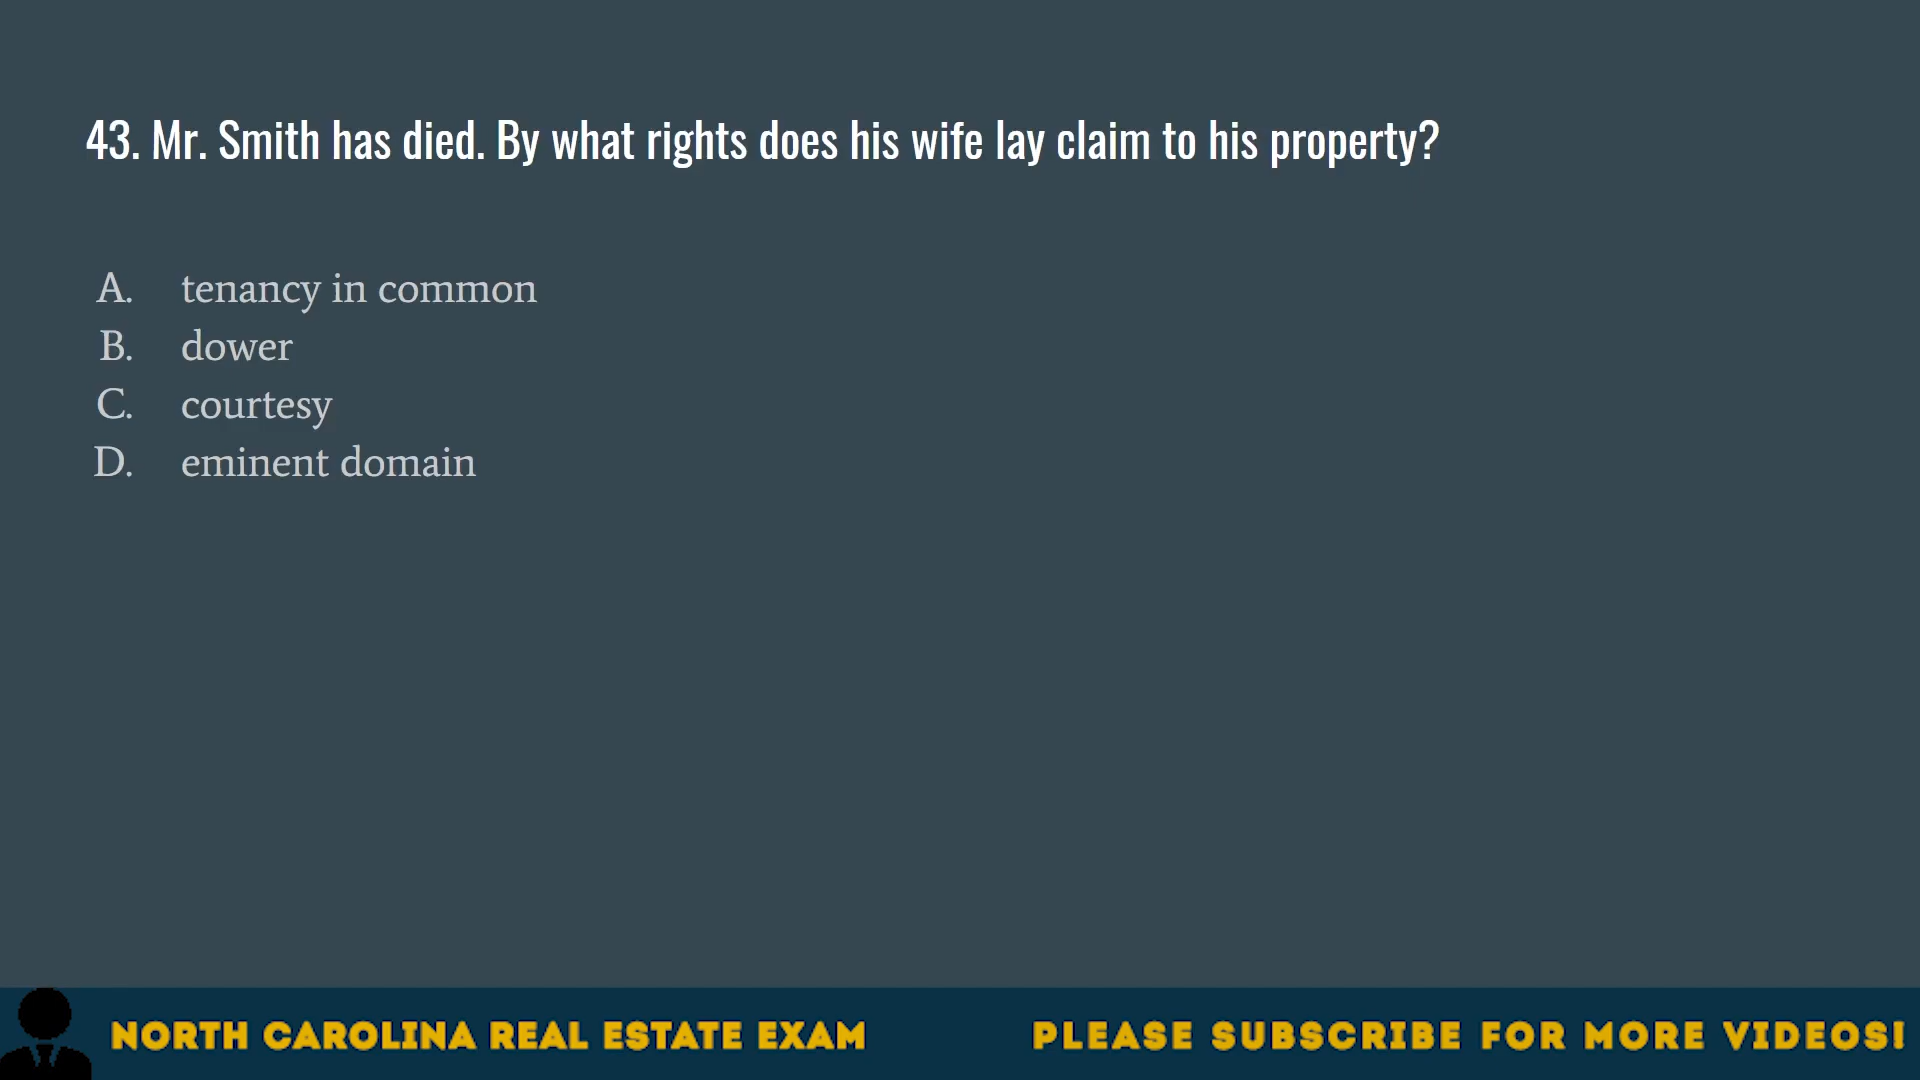 43. Mr. Smith has died. By what rights does his wife lay claim to his property?
A. tenancy in common
B. dower
C. courtesy
D. eminent domain
NORTH CAROLINA REAL ESTATE EXAM
PLEASE SUBSCRIBE FOR MORE VIDEOS!